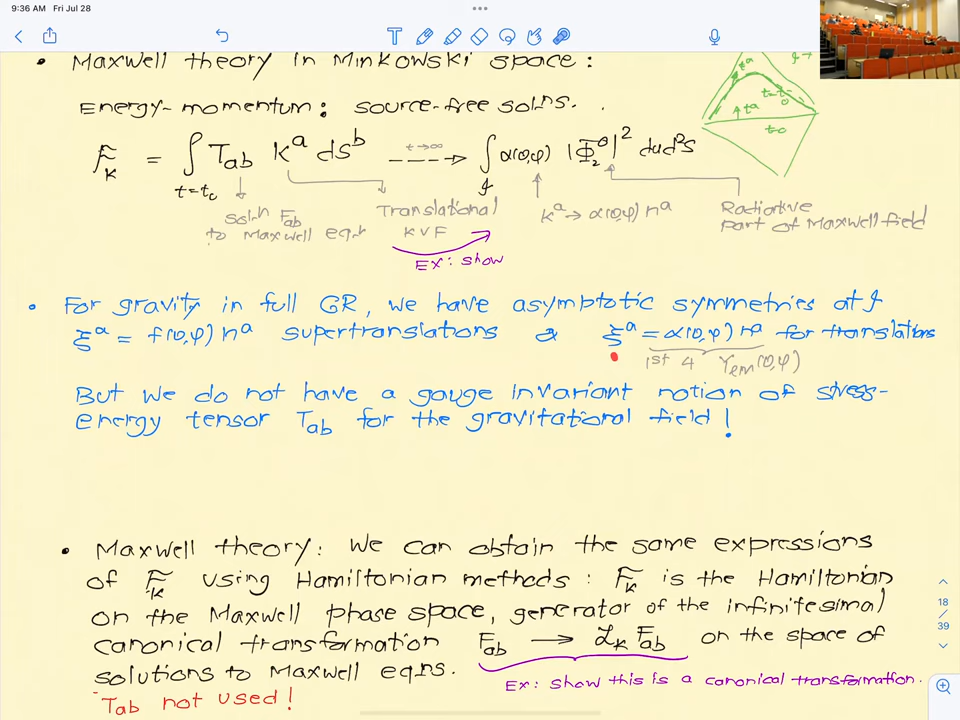 9:36 AM Fri Jul 28
• Maxwell theory in Minkowski space:
Energy-momentum: source-free solns.
F_k = ∫_{t=t_0} T_ab k^a ds^b ----> (t→∞) ∫_ℐ α(θ,φ) |Φ_2^0|^2 du d^2S
soln F_ab
to Maxwell eqn
Translational
KVF
k^a → α(θ,φ) n^a
Radiative
part of Maxwell field
Ex: show
t^a
t=0
• For gravity in full GR, we have asymptotic symmetries at ℐ
ξ^a = f(θ,φ) n^a supertranslations & ξ^a = α(θ,φ) n^a for translations
1st 4 Y_em(θ,φ)
But we do not have a gauge invariant notion of stress-
energy tensor T_ab for the gravitational field!
• Maxwell theory: We can obtain the same expressions
of F_k using Hamiltonian methods: F_k is the Hamiltonian
on the Maxwell phase space, generator of the infinitesimal
canonical transformation F_ab → ℒ_k F_ab on the space of
solutions to Maxwell eqns.
Ex: show this is a canonical transformation.
T_ab not used!
18
/
39